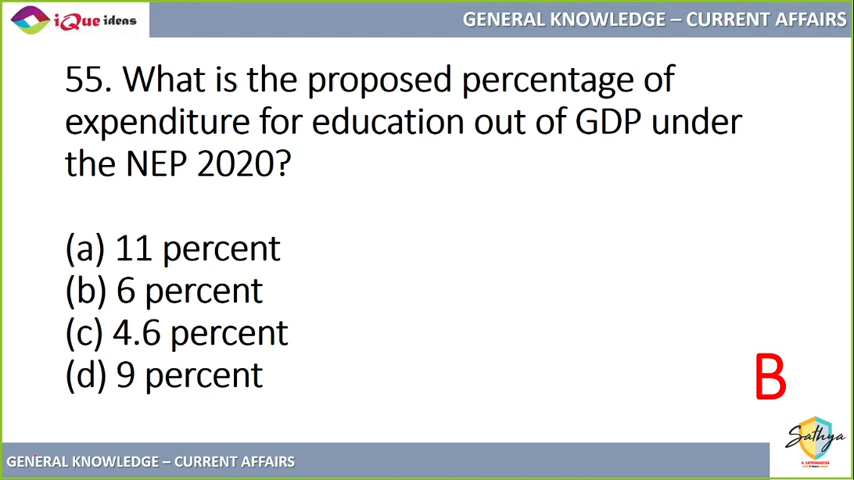 iQue ideas
GENERAL KNOWLEDGE – CURRENT AFFAIRS
55. What is the proposed percentage of
expenditure for education out of GDP under
the NEP 2020?
(a) 11 percent
(b) 6 percent
(c) 4.6 percent
(d) 9 percent
B
Sathya
GENERAL KNOWLEDGE – CURRENT AFFAIRS